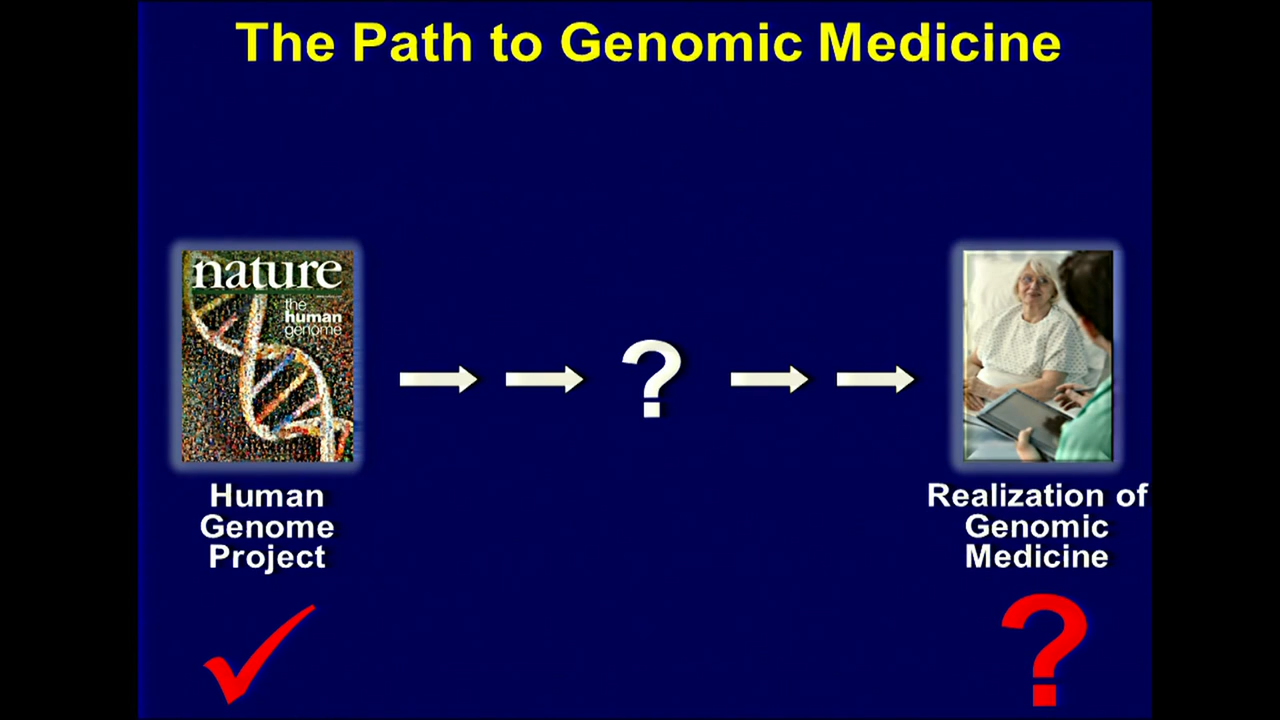 The Path to Genomic Medicine
nature
the
human
genome
?
Human
Genome
Project
Realization of
Genomic
Medicine
?